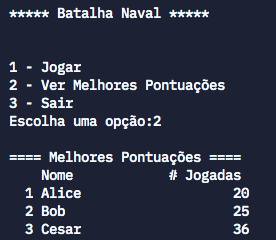 ***** Batalha Naval *****
1 - Jogar
2 - Ver Melhores Pontuações
3 - Sair
Escolha uma opção:2
==== Melhores Pontuações ====
Nome # Jogadas
1 Alice 20
2 Bob 25
3 Cesar 36